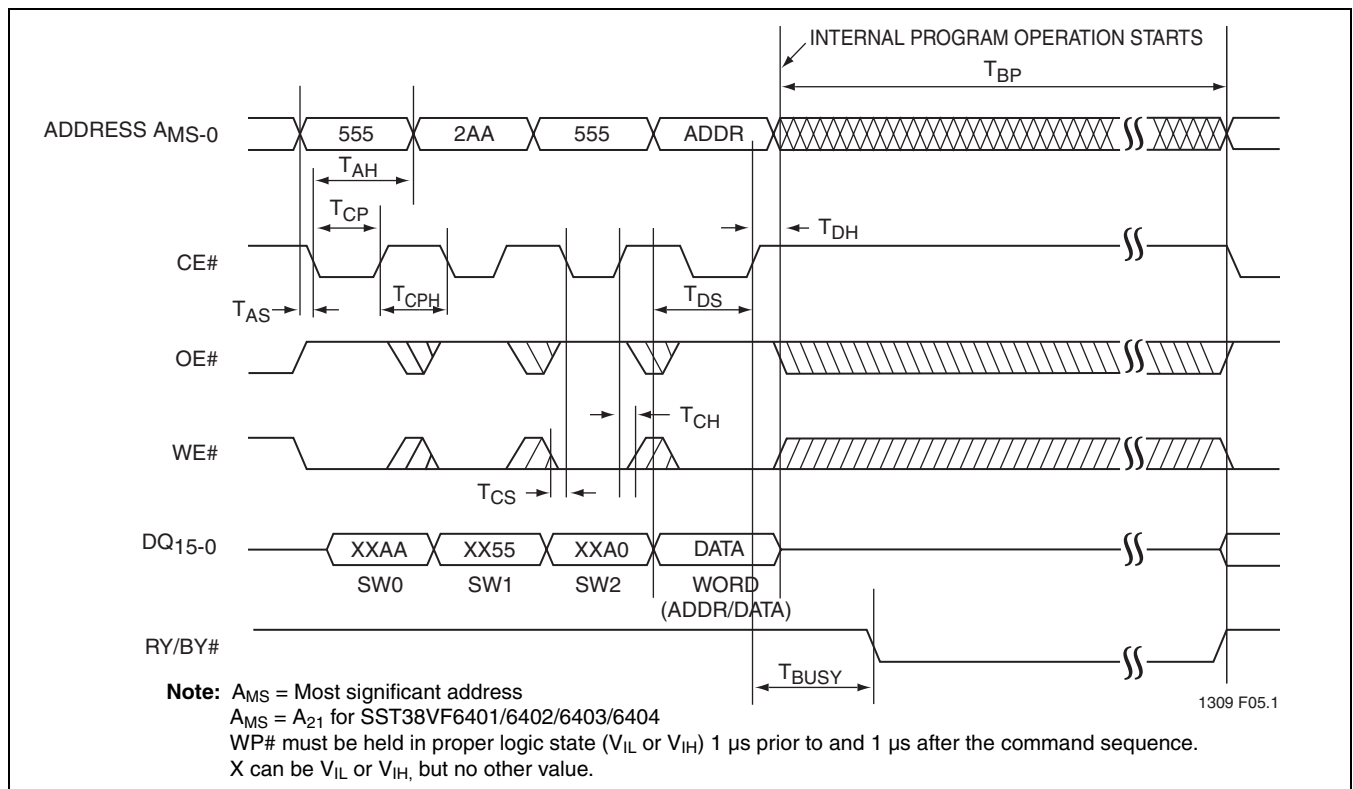 INTERNAL PROGRAM OPERATION STARTS
TBP
ADDRESS AMS-0
555
2AA
555
ADDR
TAH
TCP
TDH
CE#
TCPH
TDS
TAS
OE#
TCH
WE#
TCS
DQ15-0
XXAA
XX55
XXA0
DATA
SW0
SW1
SW2
WORD
(ADDR/DATA)
RY/BY#
TBUSY
1309 F05.1
Note: AMS = Most significant address
AMS = A21 for SST38VF6401/6402/6403/6404
WP# must be held in proper logic state (VIL or VIH) 1 µs prior to and 1 µs after the command sequence.
X can be VIL or VIH, but no other value.